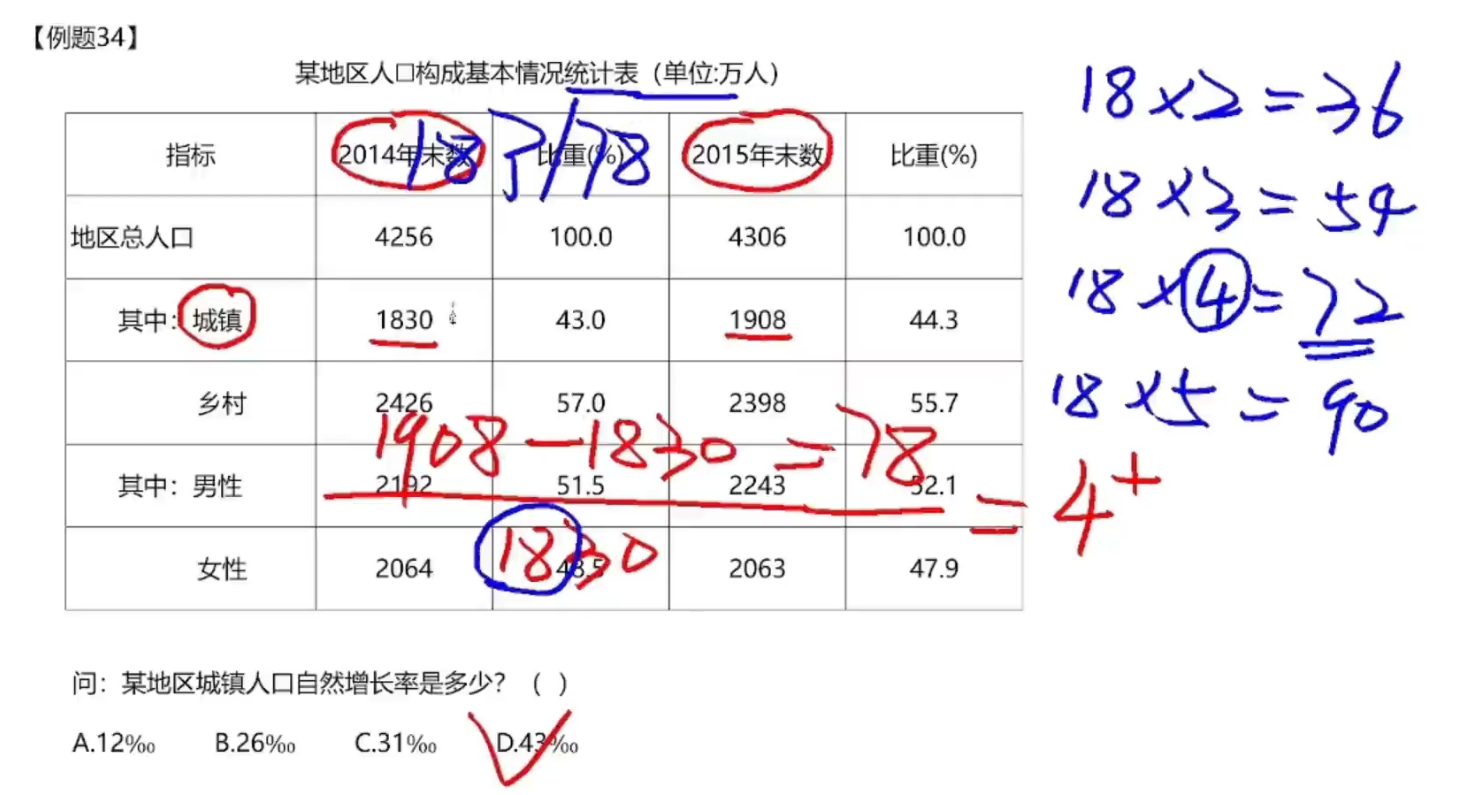 【例题34】
某地区人口构成基本情况统计表（单位:万人）
指标 2014年末数 比重(%) 2015年末数 比重(%)
18 178
地区总人口 4256 100.0 4306 100.0
其中: 城镇 1830 43.0 1908 44.3
乡村 2426 57.0 2398 55.7
1908-1830=78
其中: 男性 2192 51.5 2243 52.1
=4+
1830
女性 2064 48.5 2063 47.9
18×2=36
18×3=54
18×4=72
18×5=90
问: 某地区城镇人口自然增长率是多少? ( )
A.12‰ B.26‰ C.31‰ D.43‰